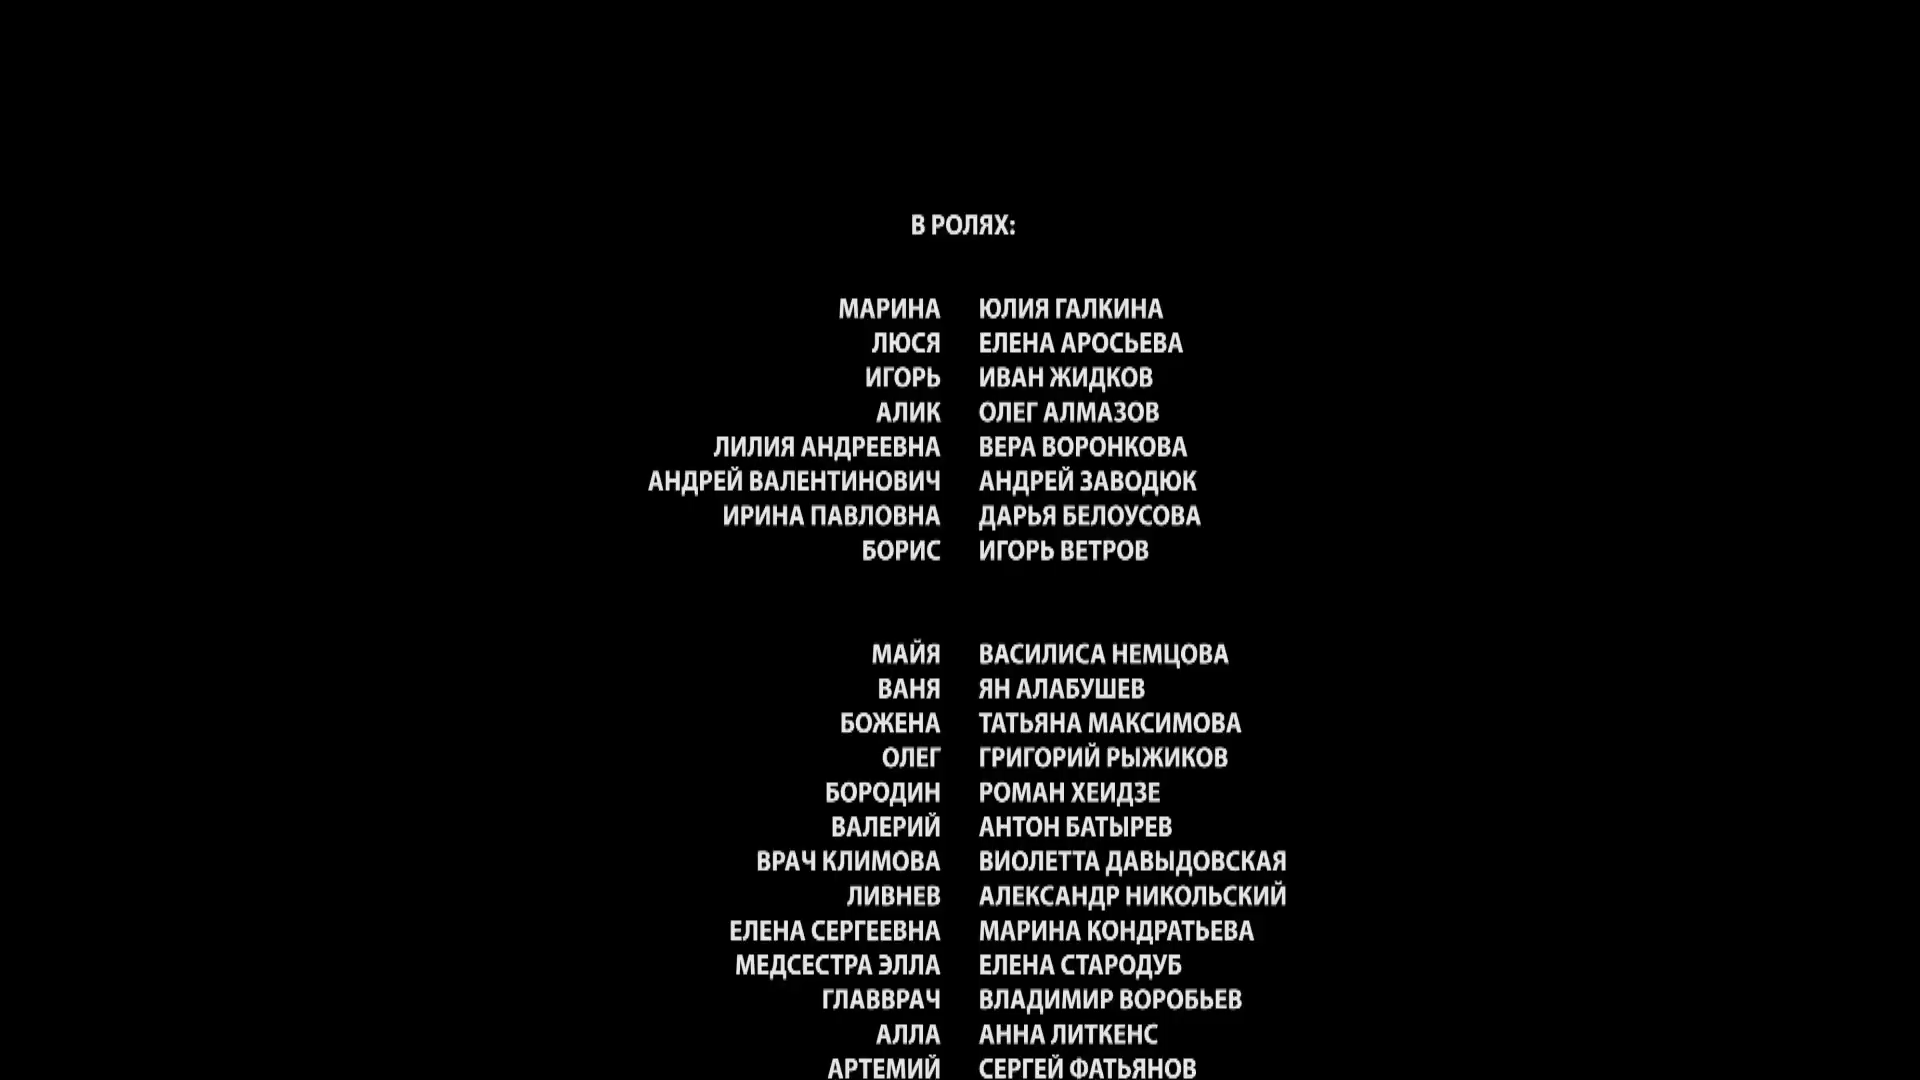 В РОЛЯХ:
МАРИНА ЮЛИЯ ГАЛКИНА
ЛЮСЯ ЕЛЕНА АРОСЬЕВА
ИГОРЬ ИВАН ЖИДКОВ
АЛИК ОЛЕГ АЛМАЗОВ
ЛИЛИЯ АНДРЕЕВНА ВЕРА ВОРОНКОВА
АНДРЕЙ ВАЛЕНТИНОВИЧ АНДРЕЙ ЗАВОДЮК
ИРИНА ПАВЛОВНА ДАРЬЯ БЕЛОУСОВА
БОРИС ИГОРЬ ВЕТРОВ
МАЙЯ ВАСИЛИСА НЕМЦОВА
ВАНЯ ЯН АЛАБУШЕВ
БОЖЕНА ТАТЬЯНА МАКСИМОВА
ОЛЕГ ГРИГОРИЙ РЫЖИКОВ
БОРОДИН РОМАН ХЕИДЗЕ
ВАЛЕРИЙ АНТОН БАТЫРЕВ
ВРАЧ КЛИМОВА ВИОЛЕТТА ДАВЫДОВСКАЯ
ЛИВНЕВ АЛЕКСАНДР НИКОЛЬСКИЙ
ЕЛЕНА СЕРГЕЕВНА МАРИНА КОНДРАТЬЕВА
МЕДСЕСТРА ЭЛЛА ЕЛЕНА СТАРОДУБ
ГЛАВВРАЧ ВЛАДИМИР ВОРОБЬЕВ
АЛЛА АННА ЛИТКЕНС
АРТЕМИЙ СЕРГЕЙ ФАТЬЯНОВ